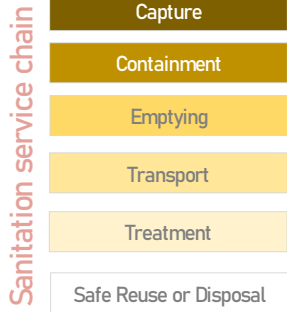 Sanitation service chain
Capture
Containment
Emptying
Transport
Treatment
Safe Reuse or Disposal